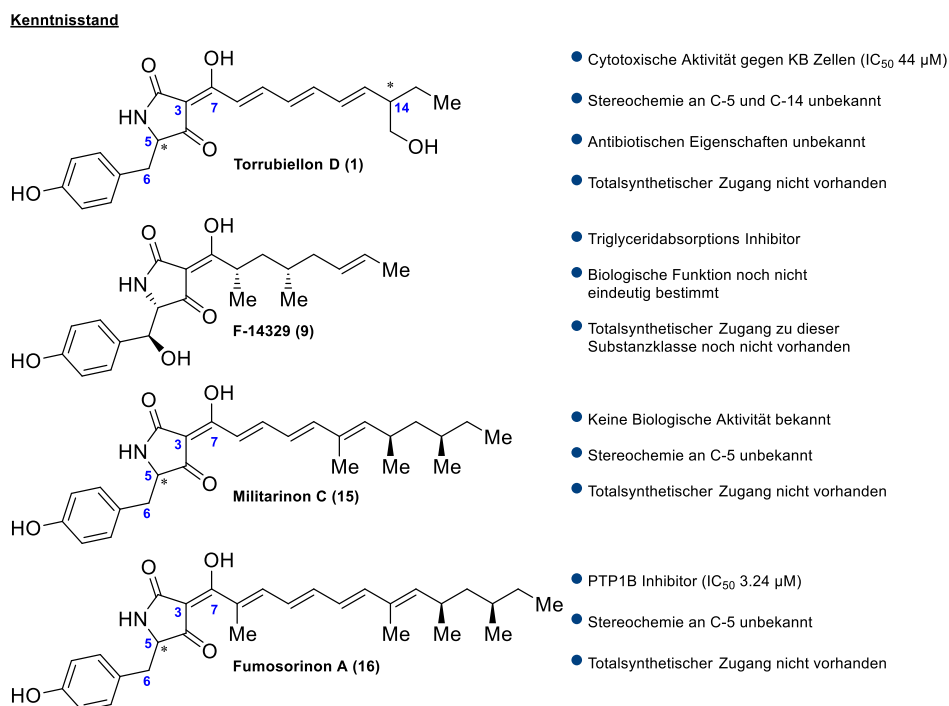 Kenntnisstand
OH
O
*
3
7
14
Me
HN
5
*
O
OH
6
HO
Torrubiellon D (1)
Cytotoxische Aktivität gegen KB Zellen (IC50 44 µM)
Stereochemie an C-5 und C-14 unbekannt
Antibiotischen Eigenschaften unbekannt
Totalsynthetischer Zugang nicht vorhanden
OH
O
Me
HN
O
Me
Me
HO
OH
F-14329 (9)
Triglyceridabsorptions Inhibitor
Biologische Funktion noch nicht
eindeutig bestimmt
Totalsynthetischer Zugang zu dieser
Substanzklasse noch nicht vorhanden
OH
O
3
7
Me
HN
5
*
O
Me
Me
Me
6
HO
Militarinon C (15)
Keine Biologische Aktivität bekannt
Stereochemie an C-5 unbekannt
Totalsynthetischer Zugang nicht vorhanden
OH
O
3
7
Me
HN
5
*
O
Me
Me
Me
Me
6
HO
Fumosorinon A (16)
PTP1B Inhibitor (IC50 3.24 µM)
Stereochemie an C-5 unbekannt
Totalsynthetischer Zugang nicht vorhanden